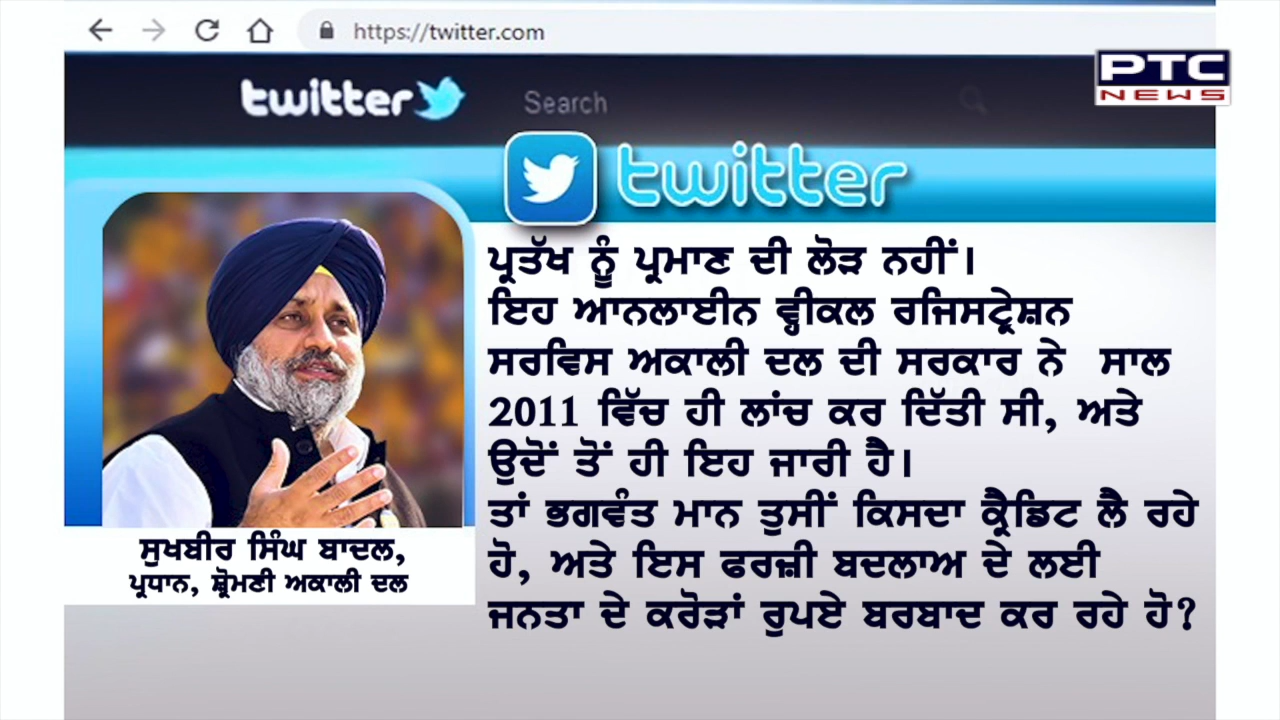 https://twitter.com
twitter
Search
PTC
NEWS
twitter
ਪ੍ਰਤੱਖ ਨੂੰ ਪ੍ਰਮਾਣ ਦੀ ਲੋੜ ਨਹੀਂ।
ਇਹ ਆਨਲਾਈਨ ਵ੍ਹੀਕਲ ਰਜਿਸਟ੍ਰੇਸ਼ਨ
ਸਰਵਿਸ ਅਕਾਲੀ ਦਲ ਦੀ ਸਰਕਾਰ ਨੇ ਸਾਲ
2011 ਵਿੱਚ ਹੀ ਲਾਂਚ ਕਰ ਦਿੱਤੀ ਸੀ, ਅਤੇ
ਉਦੋਂ ਤੋਂ ਹੀ ਇਹ ਜਾਰੀ ਹੈ।
ਤਾਂ ਭਗਵੰਤ ਮਾਨ ਤੁਸੀਂ ਕਿਸਦਾ ਕ੍ਰੈਡਿਟ ਲੈ ਰਹੇ
ਹੋ, ਅਤੇ ਇਸ ਫਰਜ਼ੀ ਬਦਲਾਅ ਦੇ ਲਈ
ਜਨਤਾ ਦੇ ਕਰੋੜਾਂ ਰੁਪਏ ਬਰਬਾਦ ਕਰ ਰਹੇ ਹੋ?
ਸੁਖਬੀਰ ਸਿੰਘ ਬਾਦਲ,
ਪ੍ਰਧਾਨ, ਸ਼੍ਰੋਮਣੀ ਅਕਾਲੀ ਦਲ